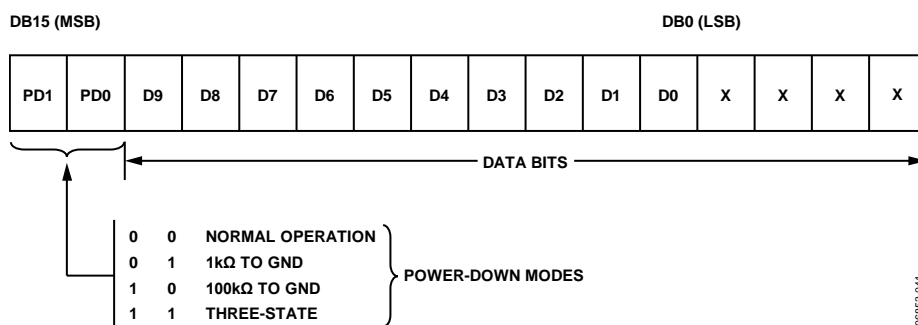 DB15 (MSB) DB0 (LSB)
PD1 PD0 D9 D8 D7 D6 D5 D4 D3 D2 D1 D0 X X X X
DATA BITS
0 0 NORMAL OPERATION
0 1 1kΩ TO GND
1 0 100kΩ TO GND
1 1 THREE-STATE
POWER-DOWN MODES